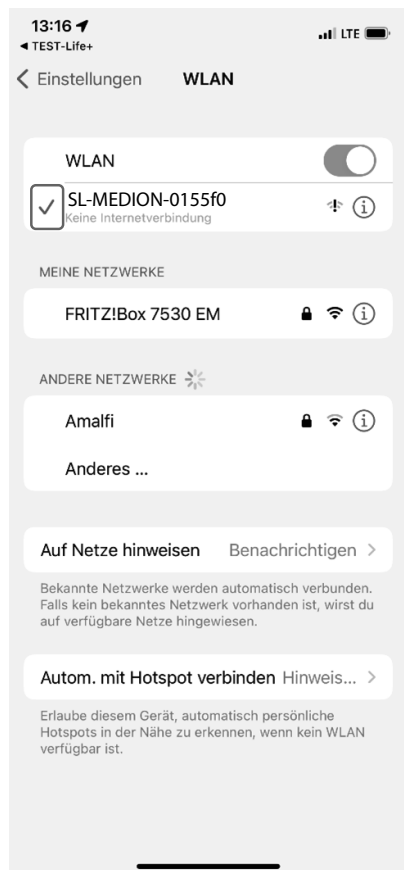 13:16
LTE
TEST-Life+
Einstellungen WLAN
WLAN
SL-MEDION-0155f0
Keine Internetverbindung
MEINE NETZWERKE
FRITZ!Box 7530 EM
ANDERE NETZWERKE
Amalfi
Anderes ...
Auf Netze hinweisen Benachrichtigen
Bekannte Netzwerke werden automatisch verbunden.
Falls kein bekanntes Netzwerk vorhanden ist, wirst du
auf verfügbare Netze hingewiesen.
Autom. mit Hotspot verbinden Hinweis...
Erlaube diesem Gerät, automatisch persönliche
Hotspots in der Nähe zu erkennen, wenn kein WLAN
verfügbar ist.